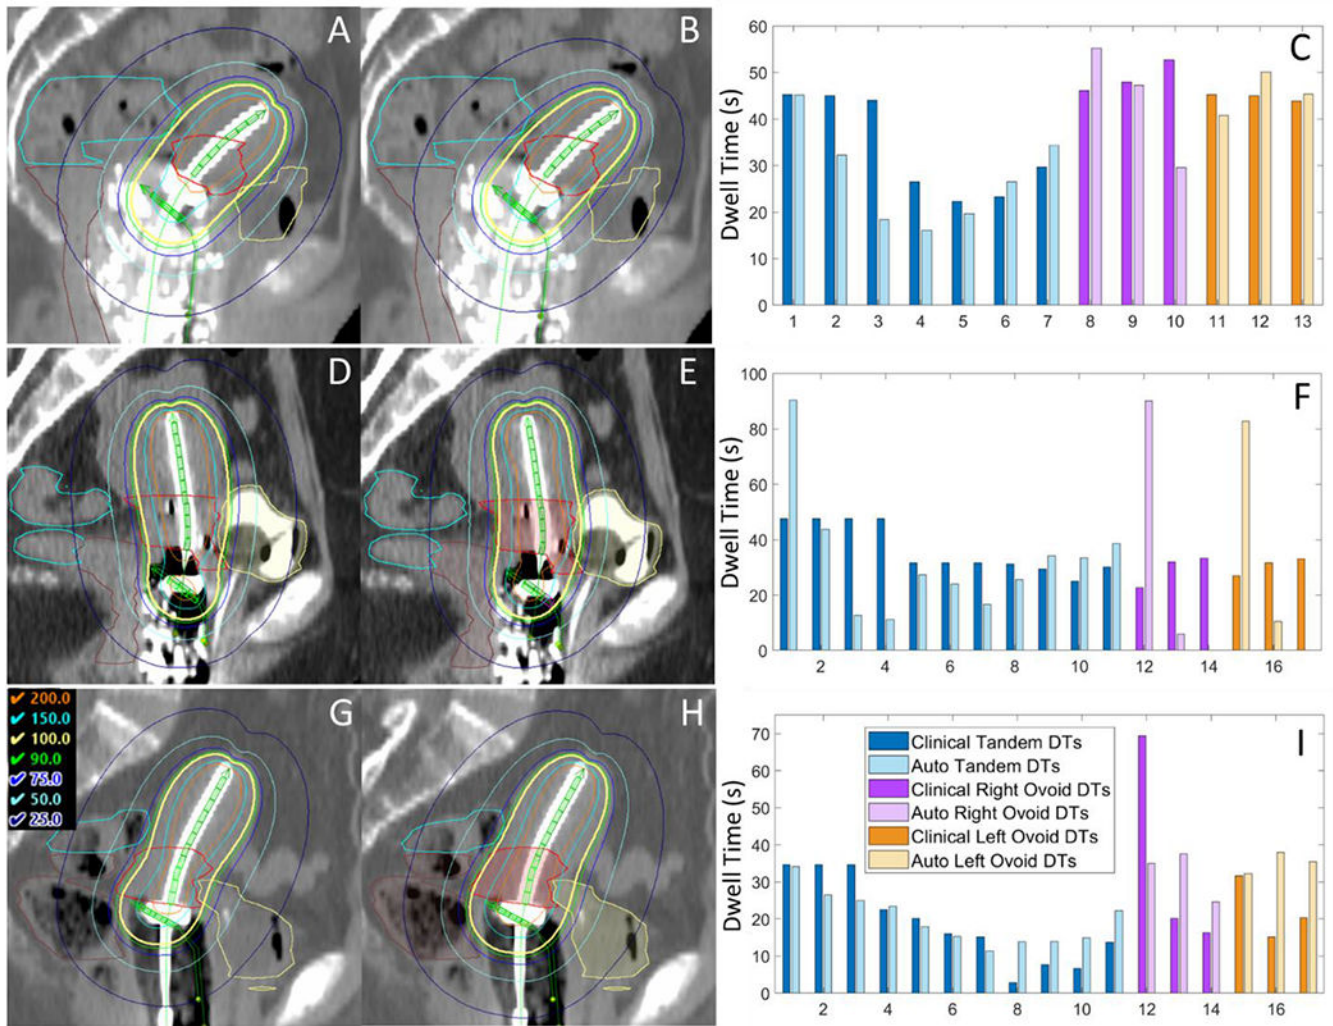 A
B
C
Dwell Time (s)
60
50
40
30
20
10
0
1 2 3 4 5 6 7 8 9 10 11 12 13
D
E
F
Dwell Time (s)
100
80
60
40
20
0
2 4 6 8 10 12 14 16
G
H
I
200.0
150.0
100.0
90.0
75.0
50.0
25.0
Dwell Time (s)
70
60
50
40
30
20
10
0
Clinical Tandem DTs
Auto Tandem DTs
Clinical Right Ovoid DTs
Auto Right Ovoid DTs
Clinical Left Ovoid DTs
Auto Left Ovoid DTs
2 4 6 8 10 12 14 16